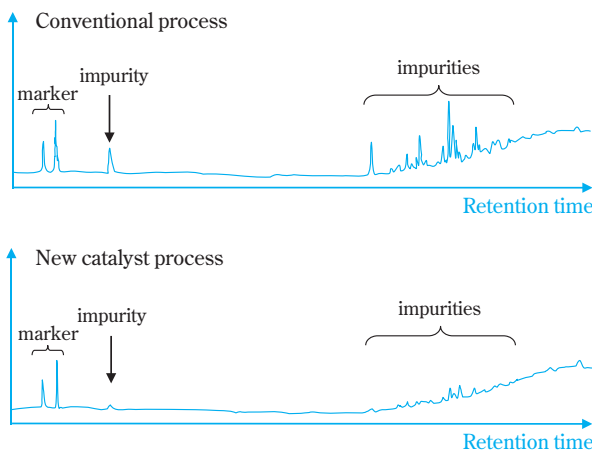 Conventional process
impurity
impurities
marker
Retention time
New catalyst process
impurity
impurities
marker
Retention time